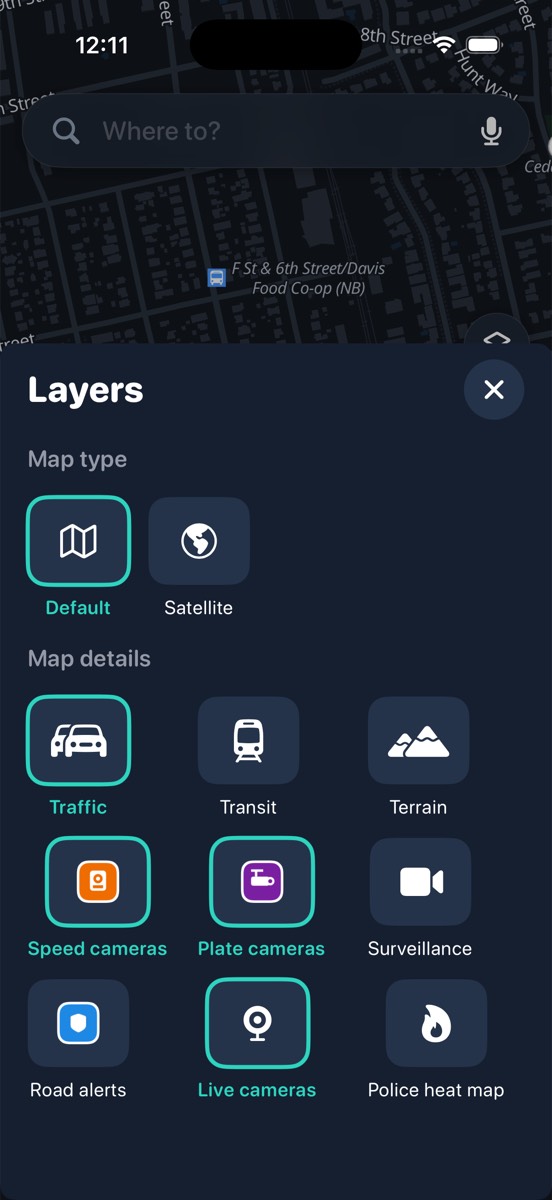 12:11
8th Street
Hunt Way
Where to?
F St & 6th Street/Davis
Food Co-op (NB)
Layers
Map type
Default
Satellite
Map details
Traffic
Transit
Terrain
Speed cameras
Plate cameras
Surveillance
Road alerts
Live cameras
Police heat map